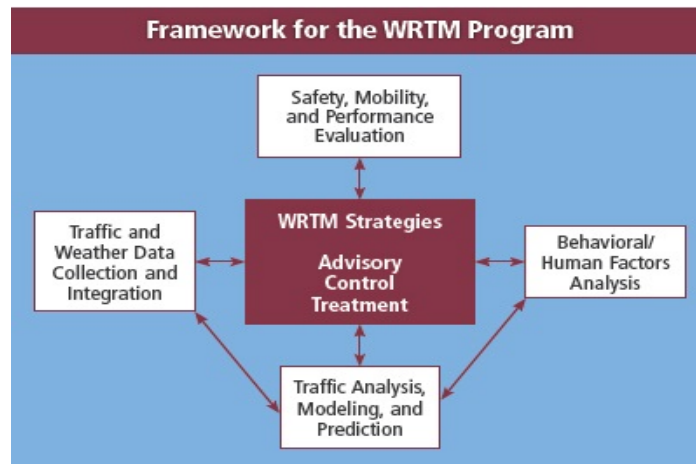 Framework for the WRTM Program
Safety, Mobility,
and Performance
Evaluation
Traffic and
Weather Data
Collection and
Integration
WRTM Strategies
Advisory
Control
Treatment
Behavioral/
Human Factors
Analysis
Traffic Analysis,
Modeling, and
Prediction